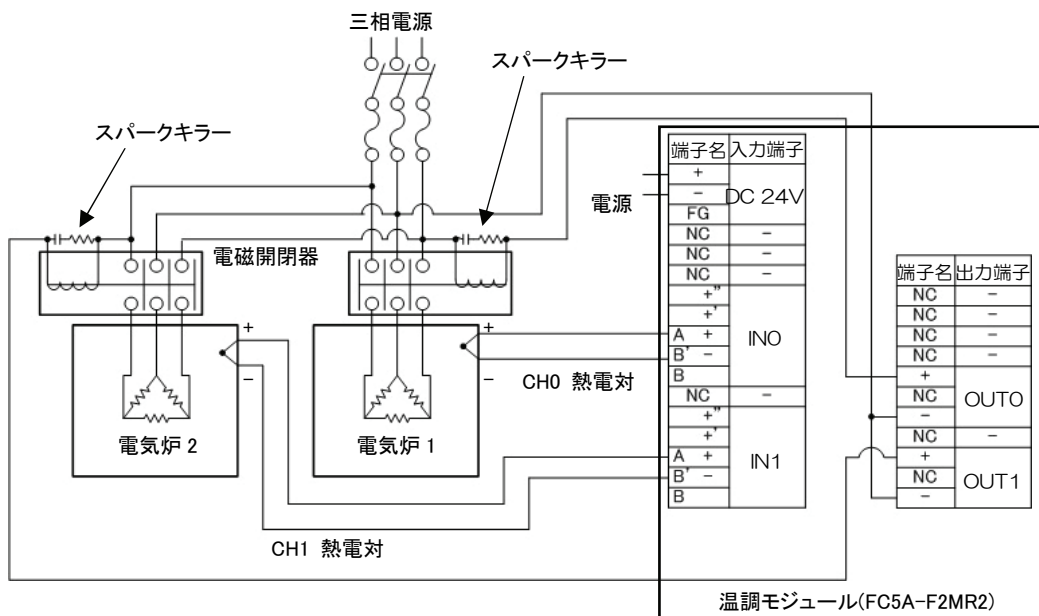 三相電源
スパークキラー
スパークキラー
電磁開閉器
+
−
+
−
電気炉 2
電気炉 1
CH0 熱電対
CH1 熱電対
電源
端子名 入力端子
+
− DC 24V
FG
NC −
NC −
NC −
+”
+’
A + IN0
B’ −
B
NC −
+”
+’
A + IN1
B’ −
B
端子名 出力端子
NC −
NC −
NC −
NC −
+
NC OUT0
−
NC −
+
NC OUT1
−
温調モジュール(FC5A-F2MR2)